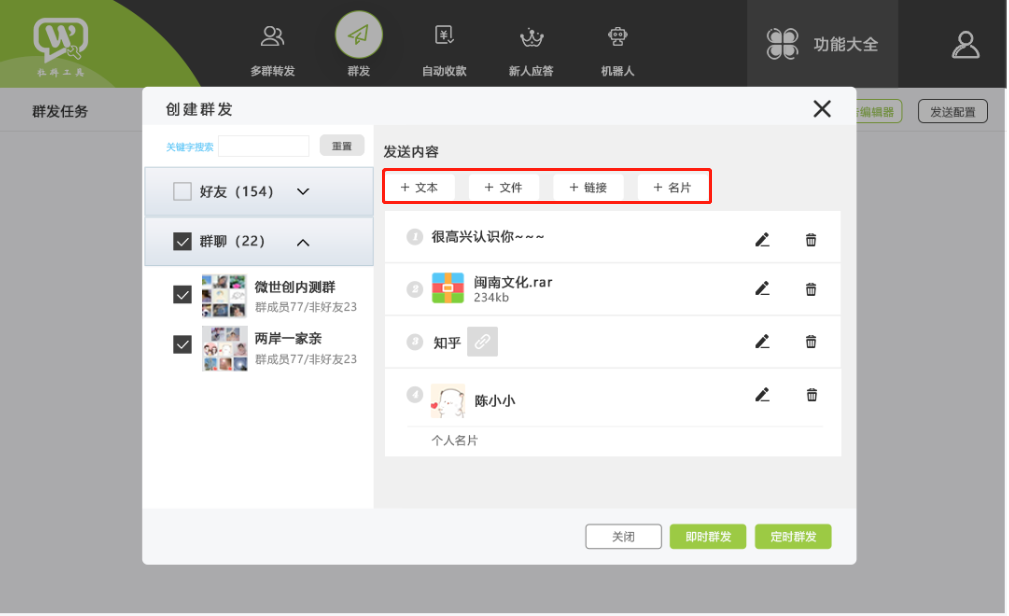 多群转发
群发
自动收款
新人应答
机器人
功能大全
群发任务
编辑器
发送配置
创建群发
关键字搜索
重置
好友（154）
群聊（22）
微世创内测群
群成员77/非好友23
两岸一家亲
群成员77/非好友23
发送内容
+ 文本
+ 文件
+ 链接
+ 名片
1
很高兴认识你~~~
2
闽南文化.rar
234kb
3
知乎
4
陈小小
个人名片
关闭
即时群发
定时群发